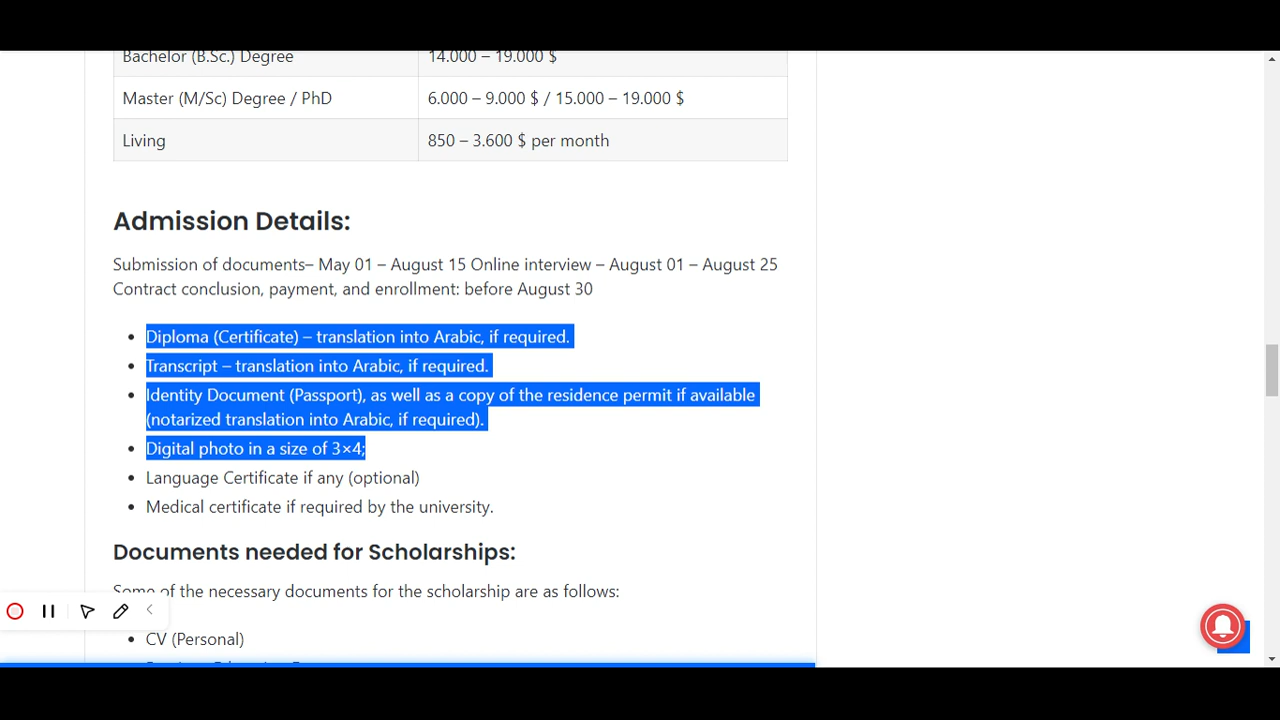 Bachelor (B.Sc.) Degree 14.000 – 19.000 $
Master (M/Sc) Degree / PhD 6.000 – 9.000 $ / 15.000 – 19.000 $
Living 850 – 3.600 $ per month
Admission Details:
Submission of documents– May 01 – August 15 Online interview – August 01 – August 25
Contract conclusion, payment, and enrollment: before August 30
• Diploma (Certificate) – translation into Arabic, if required.
• Transcript – translation into Arabic, if required.
• Identity Document (Passport), as well as a copy of the residence permit if available
(notarized translation into Arabic, if required).
• Digital photo in a size of 3×4;
• Language Certificate if any (optional)
• Medical certificate if required by the university.
Documents needed for Scholarships:
Some of the necessary documents for the scholarship are as follows:
• CV (Personal)